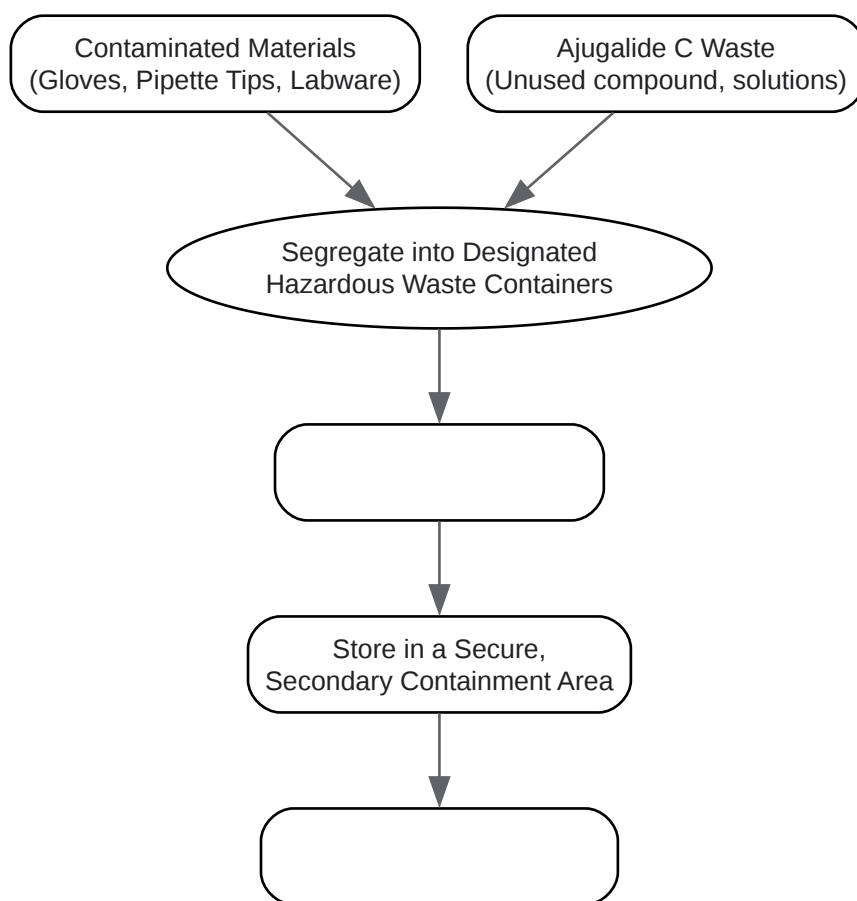 Contaminated Materials
(Gloves, Pipette Tips, Labware)
Ajugalide C Waste
(Unused compound, solutions)
Segregate into Designated
Hazardous Waste Containers
Store in a Secure,
Secondary Containment Area